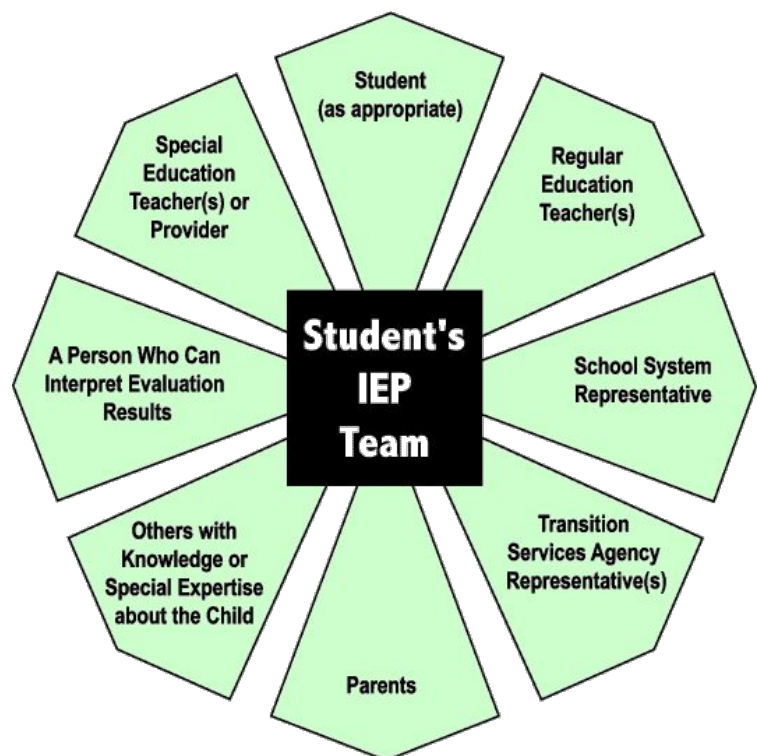 Student
(as appropriate)
Regular
Education
Teacher(s)
School System
Representative
Transition
Services Agency
Representative(s)
Parents
Others with
Knowledge or
Special Expertise
about the Child
A Person Who Can
Interpret Evaluation
Results
Special
Education
Teacher(s) or
Provider
Student's
IEP
Team